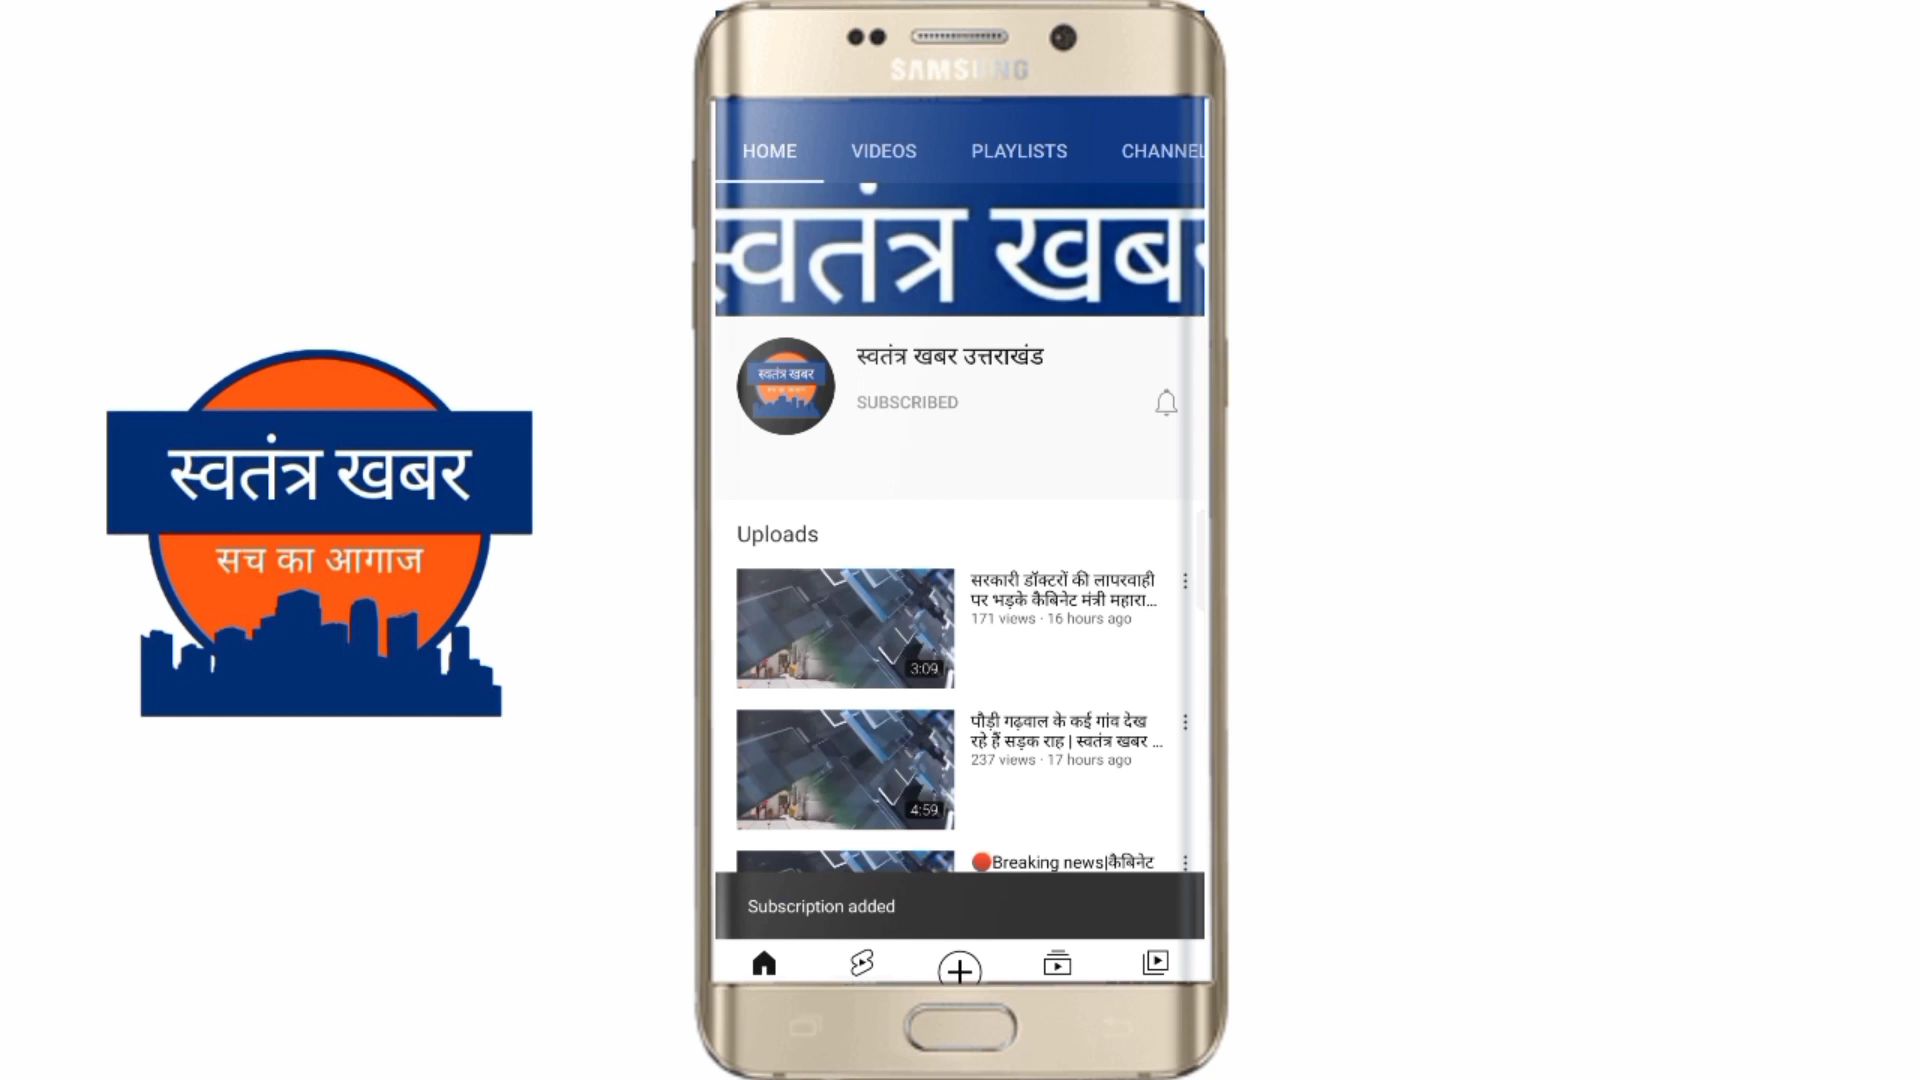 स्वतंत्र खबर
सच का आगाज
SAMSUNG
HOME VIDEOS PLAYLISTS CHANNEL
स्वतंत्र खबर
स्वतंत्र खबर
स्वतंत्र खबर उत्तराखंड
SUBSCRIBED
Uploads
सरकारी डॉक्टरों की लापरवाही
पर भड़के कैबिनेट मंत्री महारा...
171 views · 16 hours ago
3:09
पौड़ी गढ़वाल के कई गांव देख
रहे हैं सड़क राह | स्वतंत्र खबर ...
237 views · 17 hours ago
4:59
🔴Breaking news|कैबिनेट
Subscription added